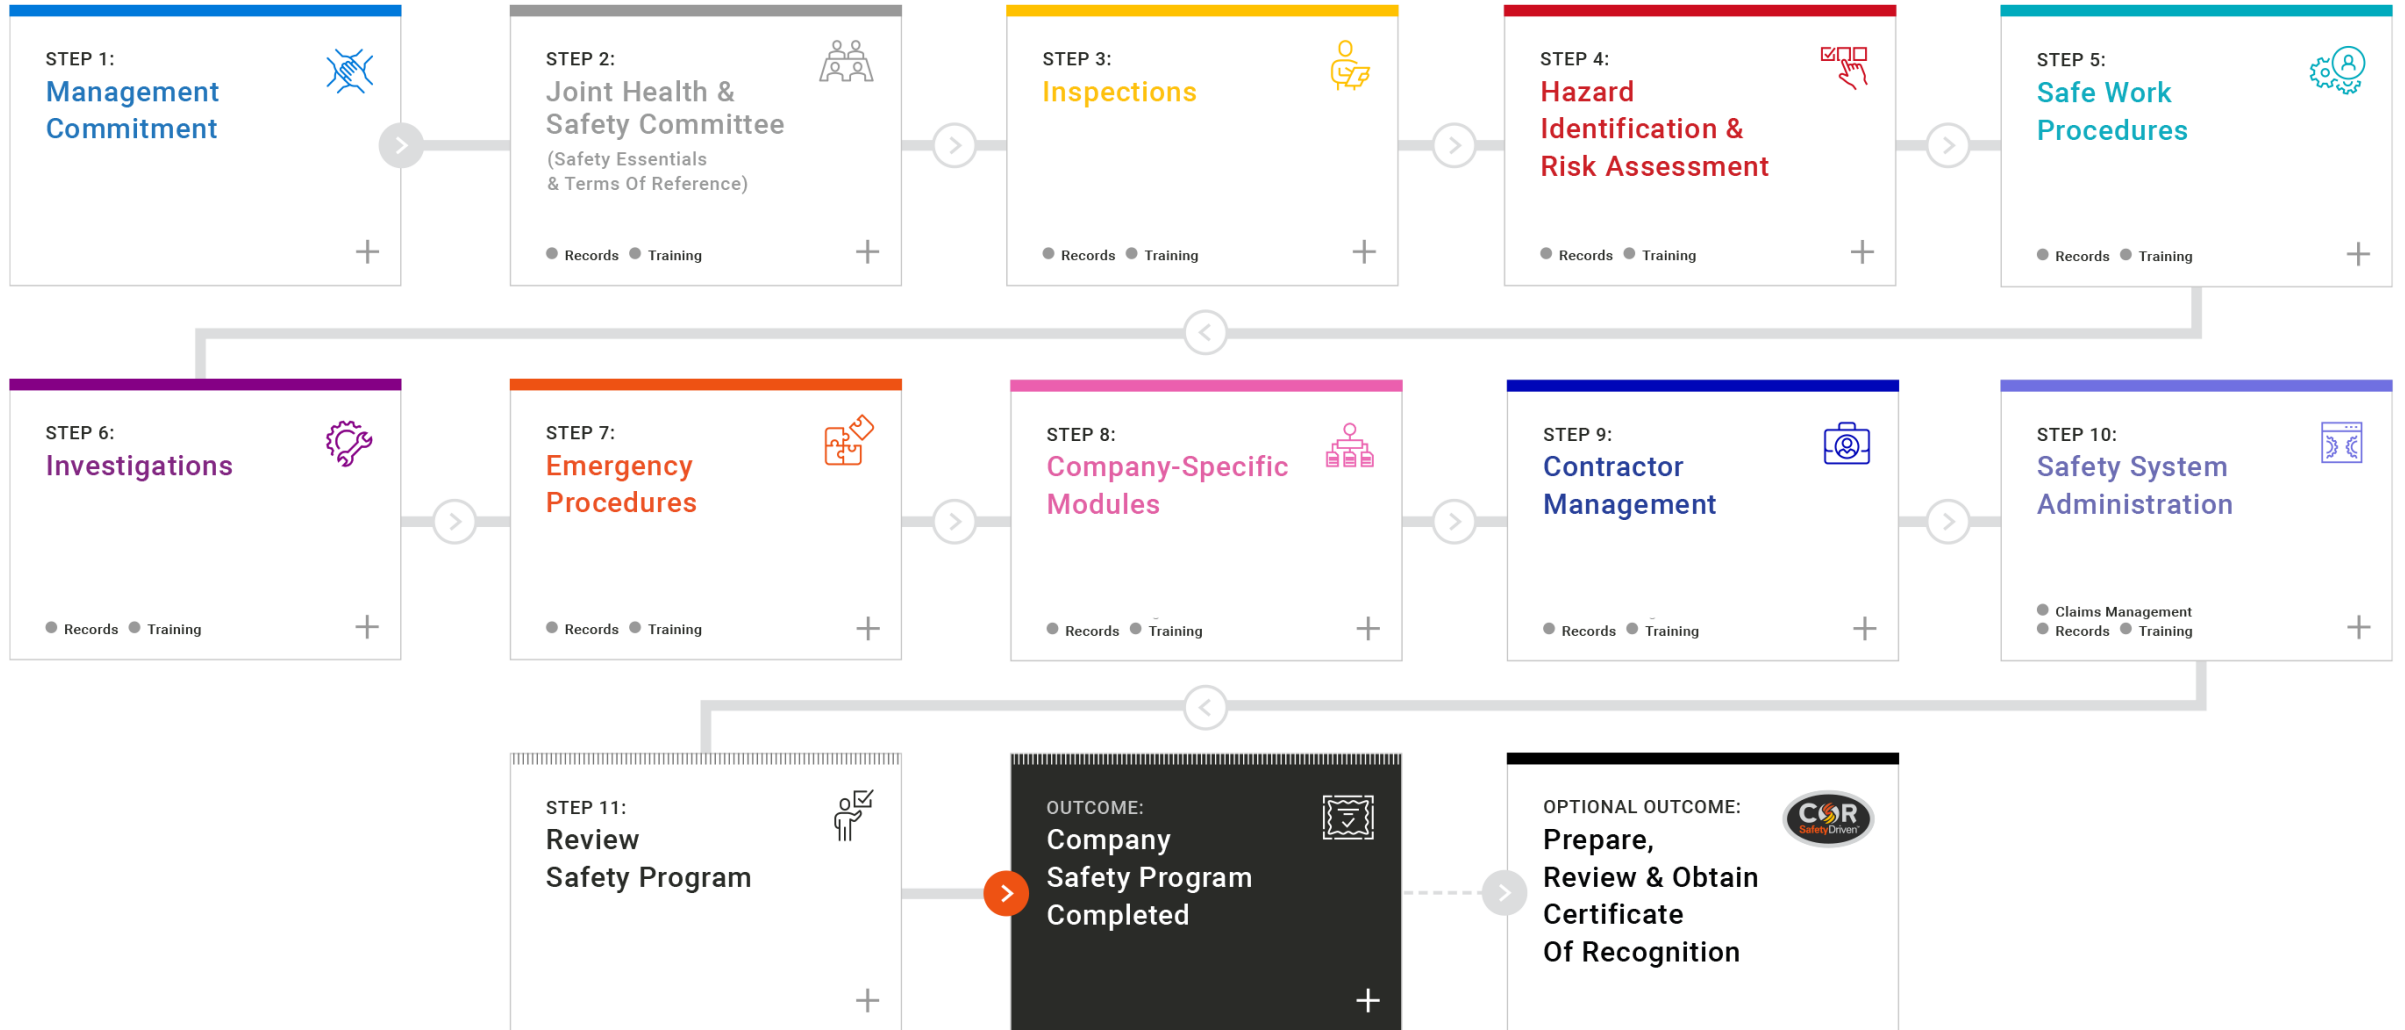 STEP 1:
Management
Commitment
STEP 2:
Joint Health &
Safety Committee
(Safety Essentials
& Terms Of Reference)
Records Training
STEP 3:
Inspections
Records Training
STEP 4:
Hazard
Identification &
Risk Assessment
Records Training
STEP 5:
Safe Work
Procedures
Records Training
STEP 6:
Investigations
Records Training
STEP 7:
Emergency
Procedures
Records Training
STEP 8:
Company-Specific
Modules
Records Training
STEP 9:
Contractor
Management
Records Training
STEP 10:
Safety System
Administration
Claims Management
Records Training
STEP 11:
Review
Safety Program
OUTCOME:
Company
Safety Program
Completed
OPTIONAL OUTCOME:
Prepare,
Review & Obtain
Certificate
Of Recognition
COR
SafetyDriven